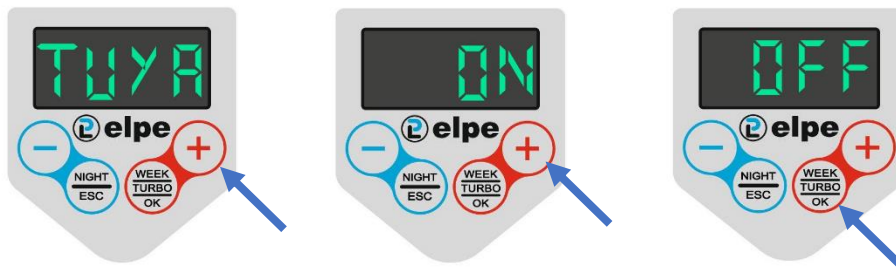 TUYA
elpe
− +
NIGHT
ESC
WEEK
TURBO
OK
ON
elpe
− +
NIGHT
ESC
WEEK
TURBO
OK
OFF
elpe
− +
NIGHT
ESC
WEEK
TURBO
OK